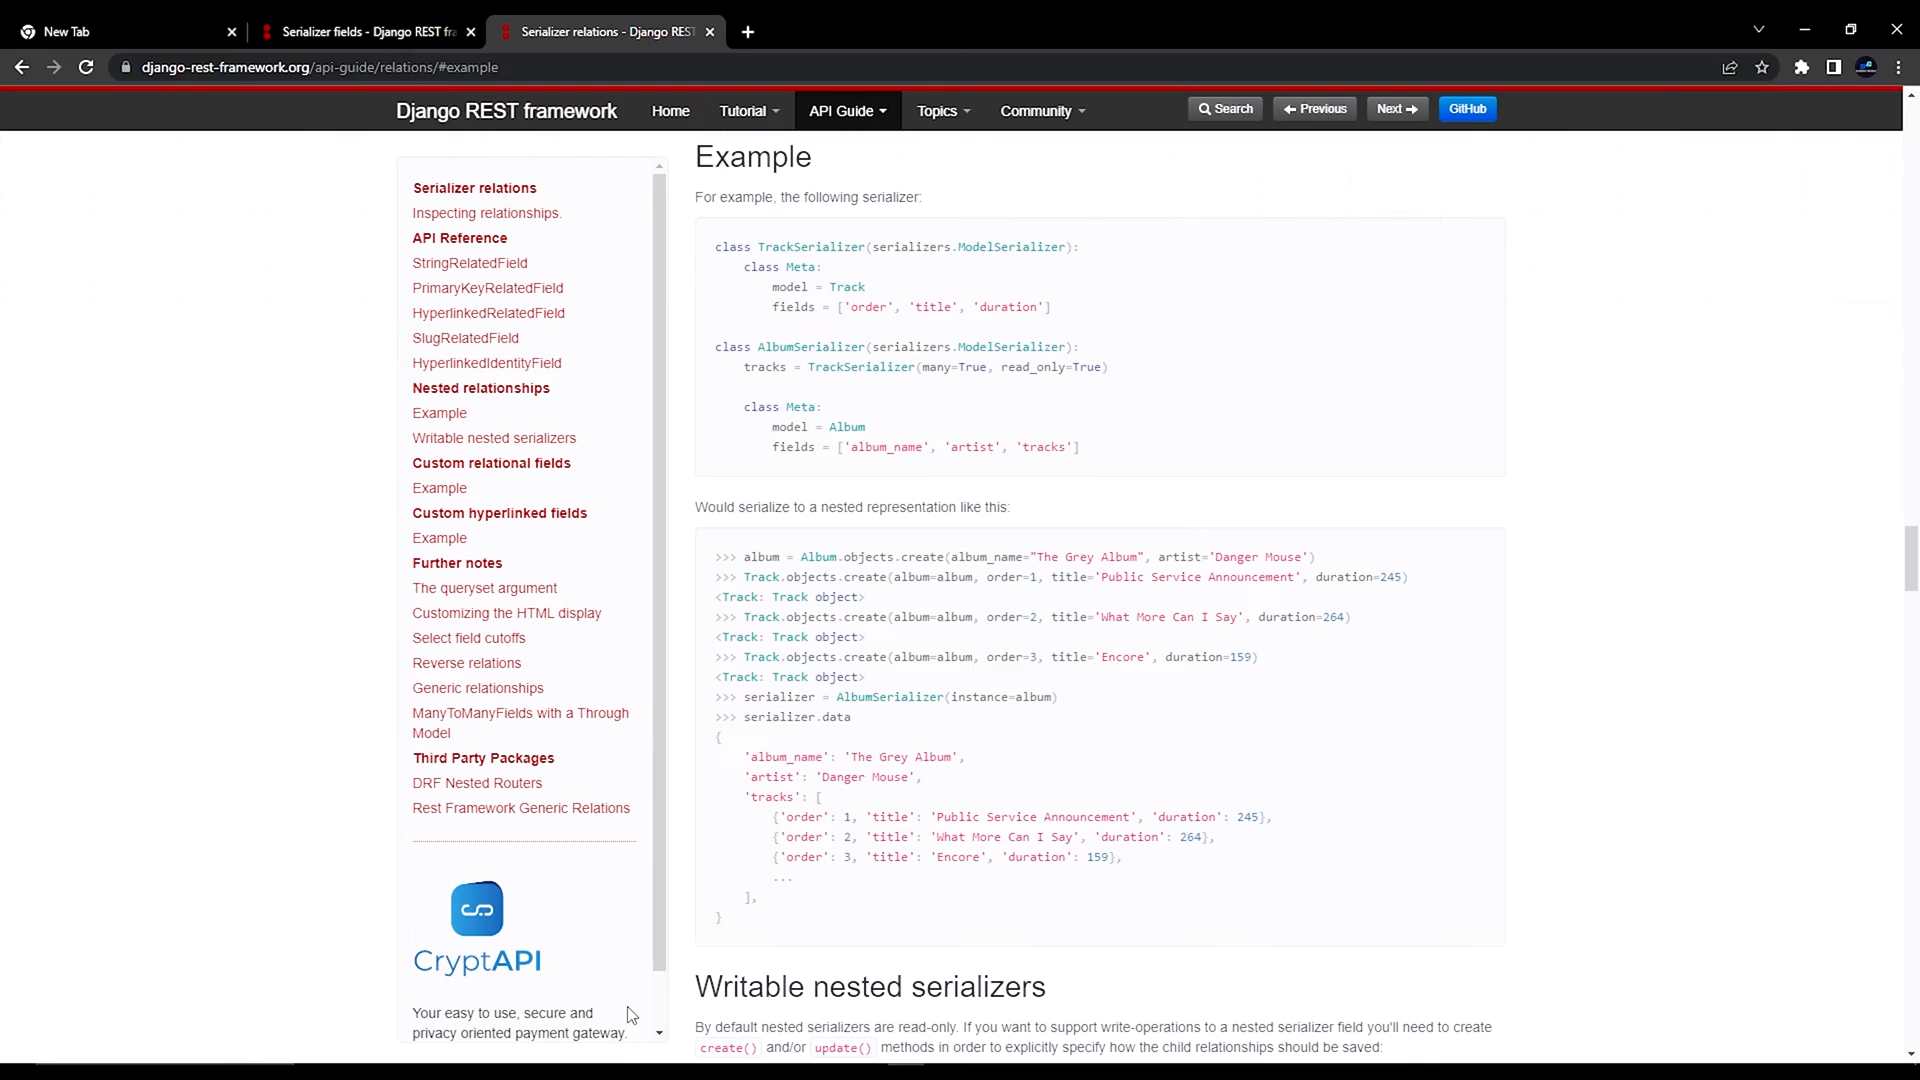 New Tab
Serializer fields - Django REST fra
Serializer relations - Django REST
django-rest-framework.org/api-guide/relations/#example
Django REST framework
Home
Tutorial
API Guide
Topics
Community
Search
Previous
Next
GitHub
Serializer relations
Inspecting relationships.
API Reference
StringRelatedField
PrimaryKeyRelatedField
HyperlinkedRelatedField
SlugRelatedField
HyperlinkedIdentityField
Nested relationships
Example
Writable nested serializers
Custom relational fields
Example
Custom hyperlinked fields
Example
Further notes
The queryset argument
Customizing the HTML display
Select field cutoffs
Reverse relations
Generic relationships
ManyToManyFields with a Through
Model
Third Party Packages
DRF Nested Routers
Rest Framework Generic Relations
CryptAPI
Your easy to use, secure and
privacy oriented payment gateway.
Example
For example, the following serializer:
class TrackSerializer(serializers.ModelSerializer):
    class Meta:
        model = Track
        fields = ['order', 'title', 'duration']
class AlbumSerializer(serializers.ModelSerializer):
    tracks = TrackSerializer(many=True, read_only=True)
    class Meta:
        model = Album
        fields = ['album_name', 'artist', 'tracks']
Would serialize to a nested representation like this:
>>> album = Album.objects.create(album_name="The Grey Album", artist='Danger Mouse')
>>> Track.objects.create(album=album, order=1, title='Public Service Announcement', duration=245)
<Track: Track object>
>>> Track.objects.create(album=album, order=2, title='What More Can I Say', duration=264)
<Track: Track object>
>>> Track.objects.create(album=album, order=3, title='Encore', duration=159)
<Track: Track object>
>>> serializer = AlbumSerializer(instance=album)
>>> serializer.data
{
    'album_name': 'The Grey Album',
    'artist': 'Danger Mouse',
    'tracks': [
        {'order': 1, 'title': 'Public Service Announcement', 'duration': 245},
        {'order': 2, 'title': 'What More Can I Say', 'duration': 264},
        {'order': 3, 'title': 'Encore', 'duration': 159},
        ...
    ],
}
Writable nested serializers
By default nested serializers are read-only. If you want to support write-operations to a nested serializer field you'll need to create
create() and/or update() methods in order to explicitly specify how the child relationships should be saved: